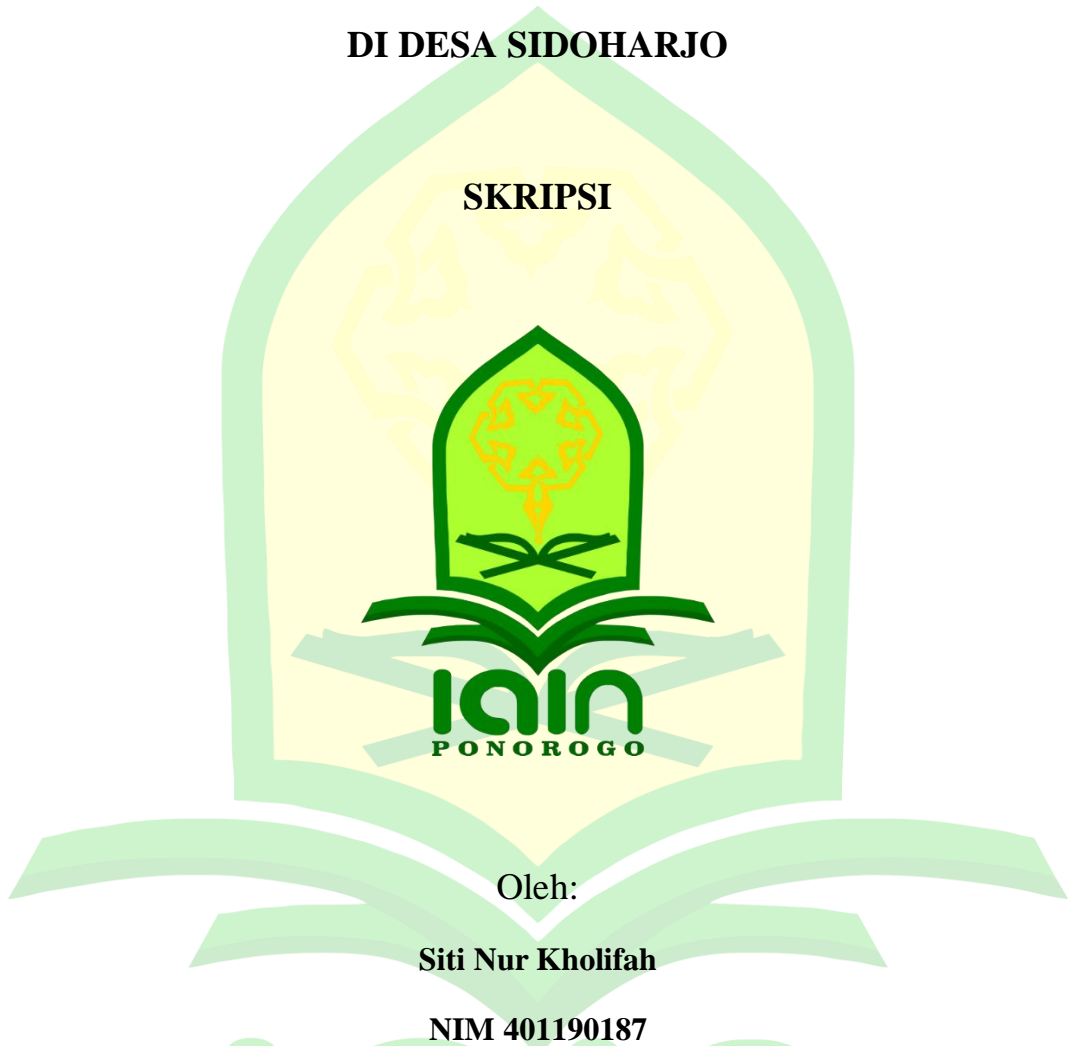 DI DESA SIDOHARJO
SKRIPSI
IAIN
PONOROGO
Oleh:
Siti Nur Kholifah
NIM 401190187